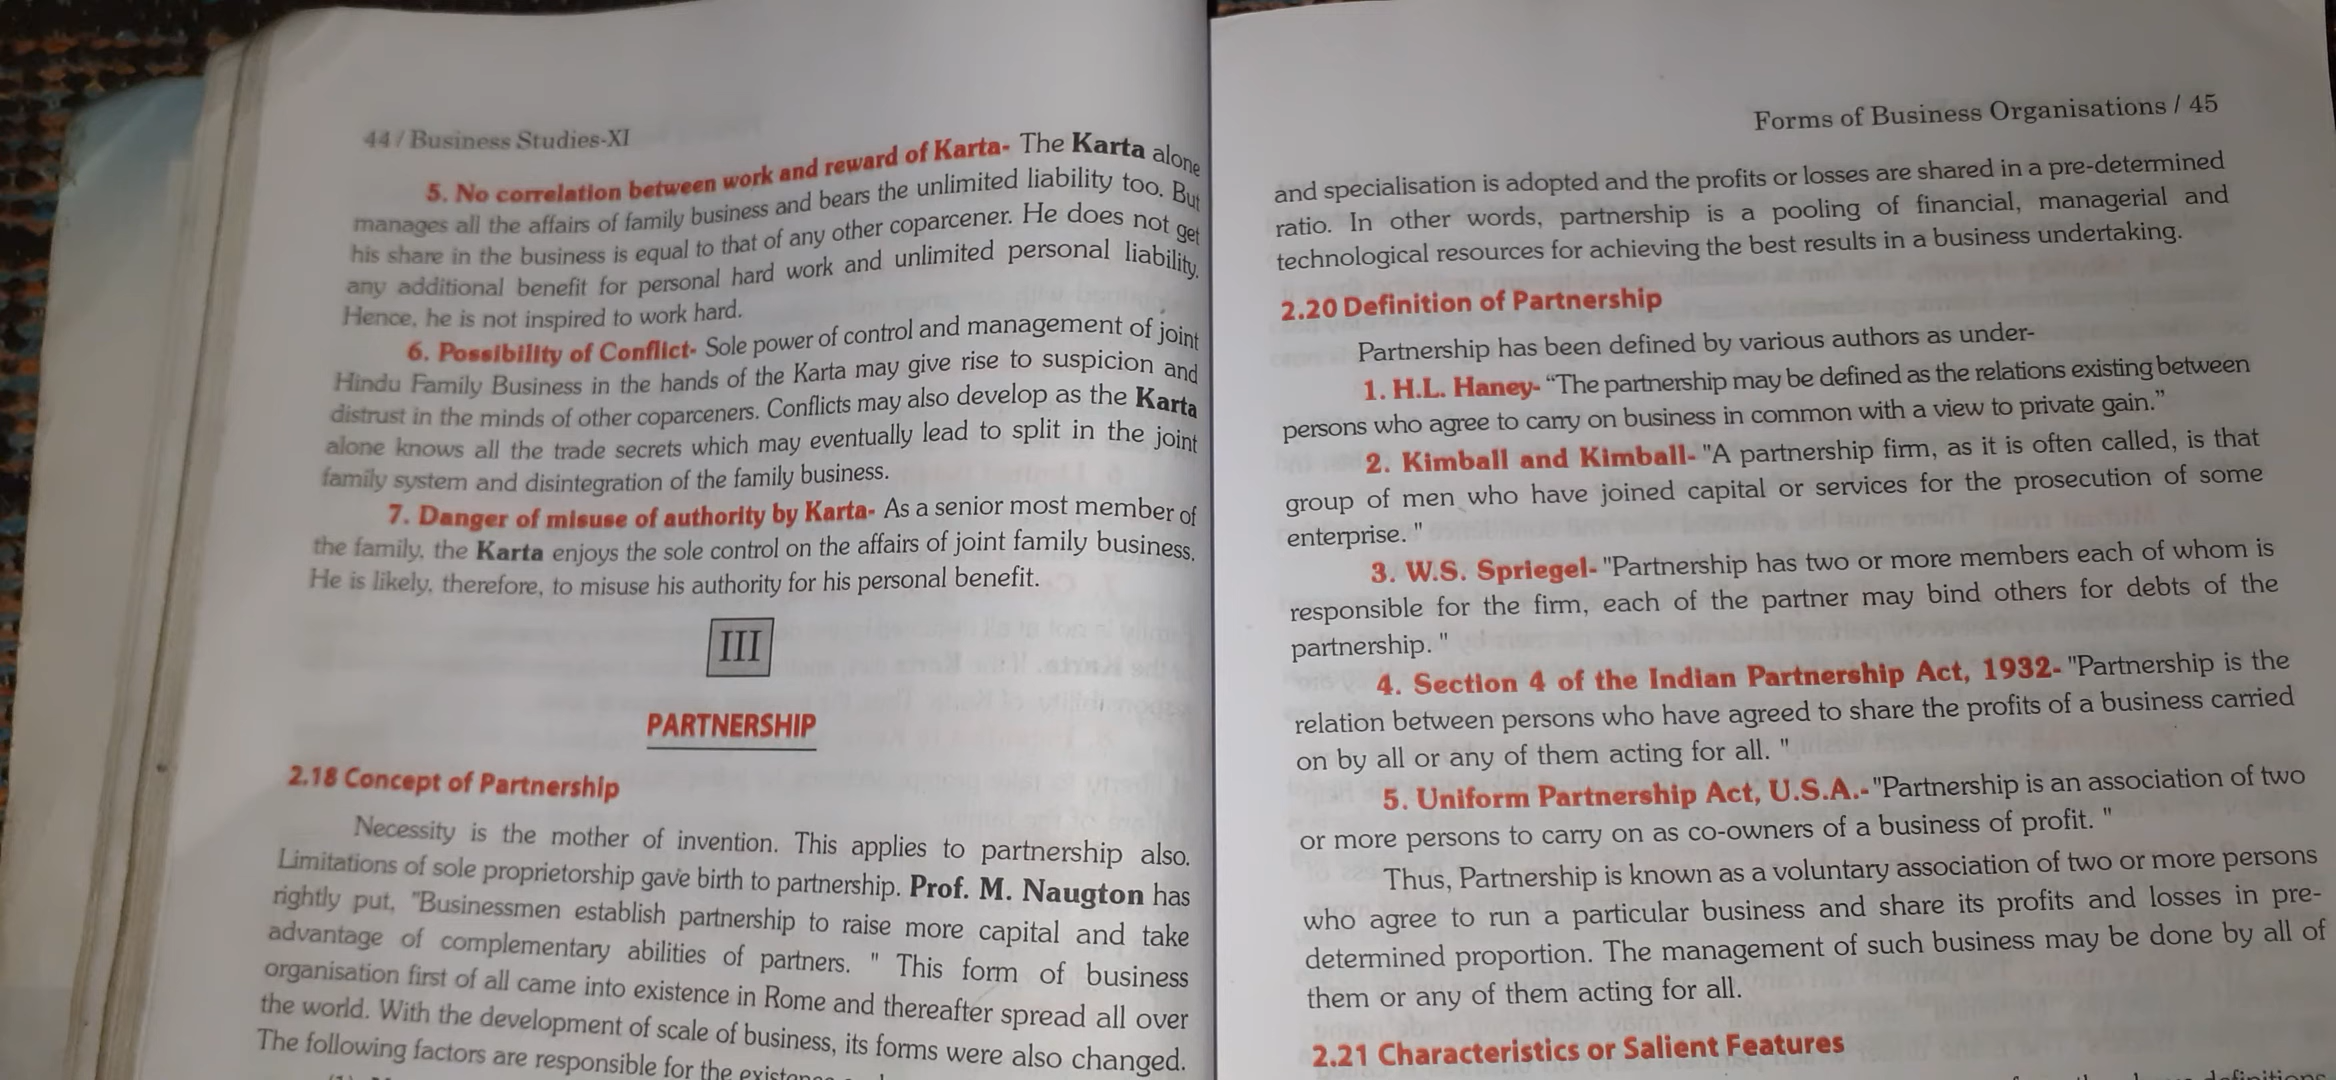 44 / Business Studies-XI
5. No correlation between work and reward of Karta- The Karta alone
manages all the affairs of family business and bears the unlimited liability too. But
his share in the business is equal to that of any other coparcener. He does not get
any additional benefit for personal hard work and unlimited personal liability.
Hence, he is not inspired to work hard.
6. Possibility of Conflict- Sole power of control and management of joint
Hindu Family Business in the hands of the Karta may give rise to suspicion and
distrust in the minds of other coparceners. Conflicts may also develop as the Karta
alone knows all the trade secrets which may eventually lead to split in the joint
family system and disintegration of the family business.
7. Danger of misuse of authority by Karta- As a senior most member of
the family, the Karta enjoys the sole control on the affairs of joint family business.
He is likely, therefore, to misuse his authority for his personal benefit.
III
PARTNERSHIP
2.18 Concept of Partnership
Necessity is the mother of invention. This applies to partnership also.
Limitations of sole proprietorship gave birth to partnership. Prof. M. Naugton has
rightly put, "Businessmen establish partnership to raise more capital and take
advantage of complementary abilities of partners. " This form of business
organisation first of all came into existence in Rome and thereafter spread all over
the world. With the development of scale of business, its forms were also changed.
The following factors are responsible for the
Forms of Business Organisations / 45
and specialisation is adopted and the profits or losses are shared in a pre-determined
ratio. In other words, partnership is a pooling of financial, managerial and
technological resources for achieving the best results in a business undertaking.
2.20 Definition of Partnership
Partnership has been defined by various authors as under-
1. H.L. Haney- “The partnership may be defined as the relations existing between
persons who agree to carry on business in common with a view to private gain.”
2. Kimball and Kimball- "A partnership firm, as it is often called, is that
group of men who have joined capital or services for the prosecution of some
enterprise. "
3. W.S. Spriegel- "Partnership has two or more members each of whom is
responsible for the firm, each of the partner may bind others for debts of the
partnership. "
4. Section 4 of the Indian Partnership Act, 1932- "Partnership is the
relation between persons who have agreed to share the profits of a business carried
on by all or any of them acting for all. "
5. Uniform Partnership Act, U.S.A.- "Partnership is an association of two
or more persons to carry on as co-owners of a business of profit. "
Thus, Partnership is known as a voluntary association of two or more persons
who agree to run a particular business and share its profits and losses in pre-
determined proportion. The management of such business may be done by all of
them or any of them acting for all.
2.21 Characteristics or Salient Features
definitions